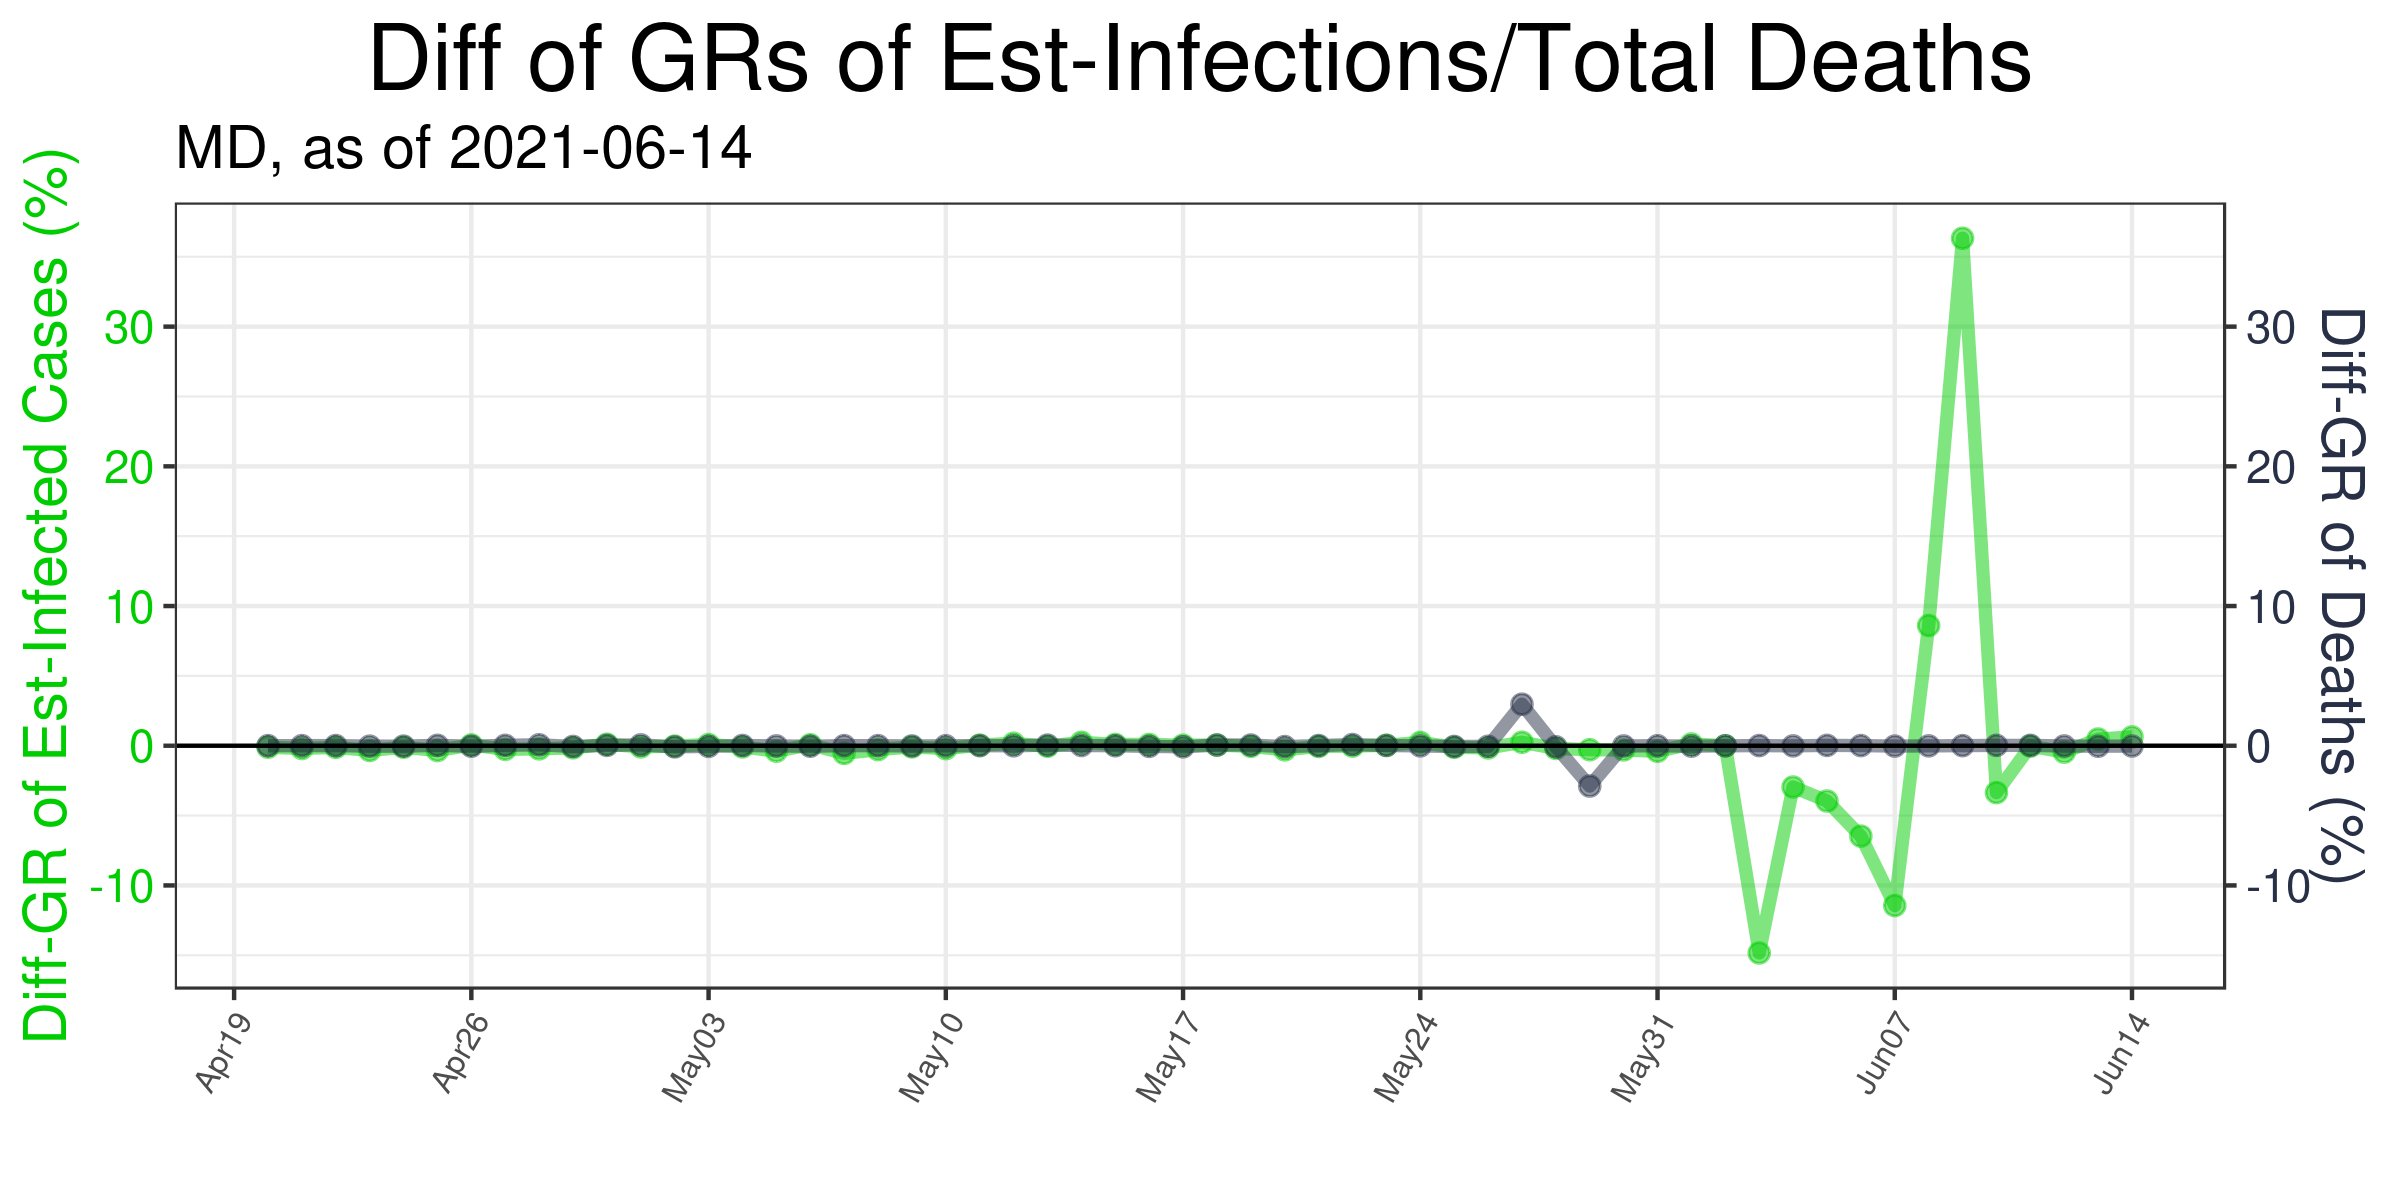 Diff of GRs of Est-Infections/Total Deaths
MD, as of 2021-06-14
Diff-GR of Est-Infected Cases (%)
30
20
10
0
-10
30
20
10
0
-10
Diff-GR of Deaths (%)
Apr19
Apr26
May03
May10
May17
May24
May31
Jun07
Jun14